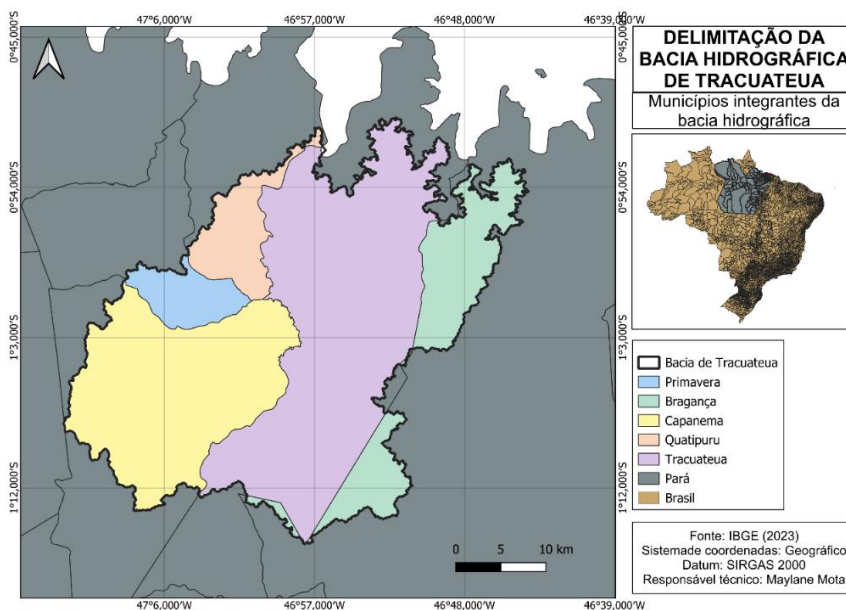 47°6,000'W 46°57,000'W 46°48,000'W 46°39,000'W
0°45,000'S
0°45,000'S
0°54,000'S
0°54,000'S
1°3,000'S
1°3,000'S
1°12,000'S
1°12,000'S
0 5 10 km
47°6,000'W 46°57,000'W 46°48,000'W 46°39,000'W
DELIMITAÇÃO DA
BACIA HIDROGRÁFICA
DE TRACUATEUA
Municípios integrantes da
bacia hidrográfica
Bacia de Tracuateua
Primavera
Bragança
Capanema
Quatipuru
Tracuateua
Pará
Brasil
Fonte: IBGE (2023)
Sistemade coordenadas: Geográfico
Datum: SIRGAS 2000
Responsável técnico: Maylane Mota